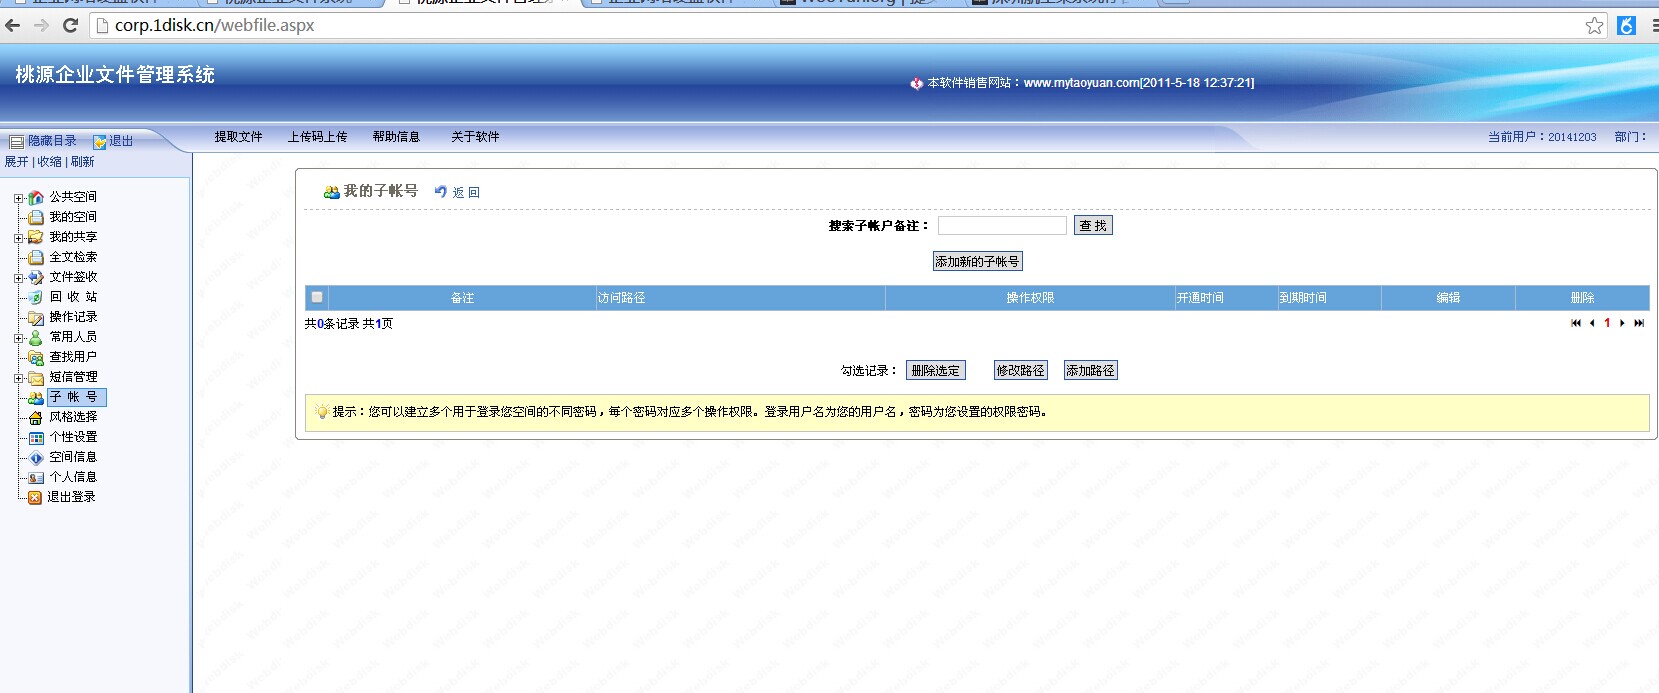 corp.1disk.cn/webfile.aspx
桃源企业文件管理系统
本软件销售网站：www.mytaoyuan.com[2011-5-18 12:37:21]
隐藏目录 退出
提取文件 上传码上传 帮助信息 关于软件
当前用户：20141203 部门：
展开 | 收缩 | 刷新
公共空间
我的空间
我的共享
全文检索
文件签收
回 收 站
操作记录
常用人员
查找用户
短信管理
子 帐 号
风格选择
个性设置
空间信息
个人信息
退出登录
我的子帐号 返 回
搜索子帐户备注： 查 找
添加新的子帐号
备注 访问路径 操作权限 开通时间 到期时间 编辑 删除
共0条记录 共1页
1
勾选记录： 删除选定 修改路径 添加路径
提示：您可以建立多个用于登录您空间的不同密码，每个密码对应多个操作权限。登录用户名为您的用户名，密码为您设置的权限密码。